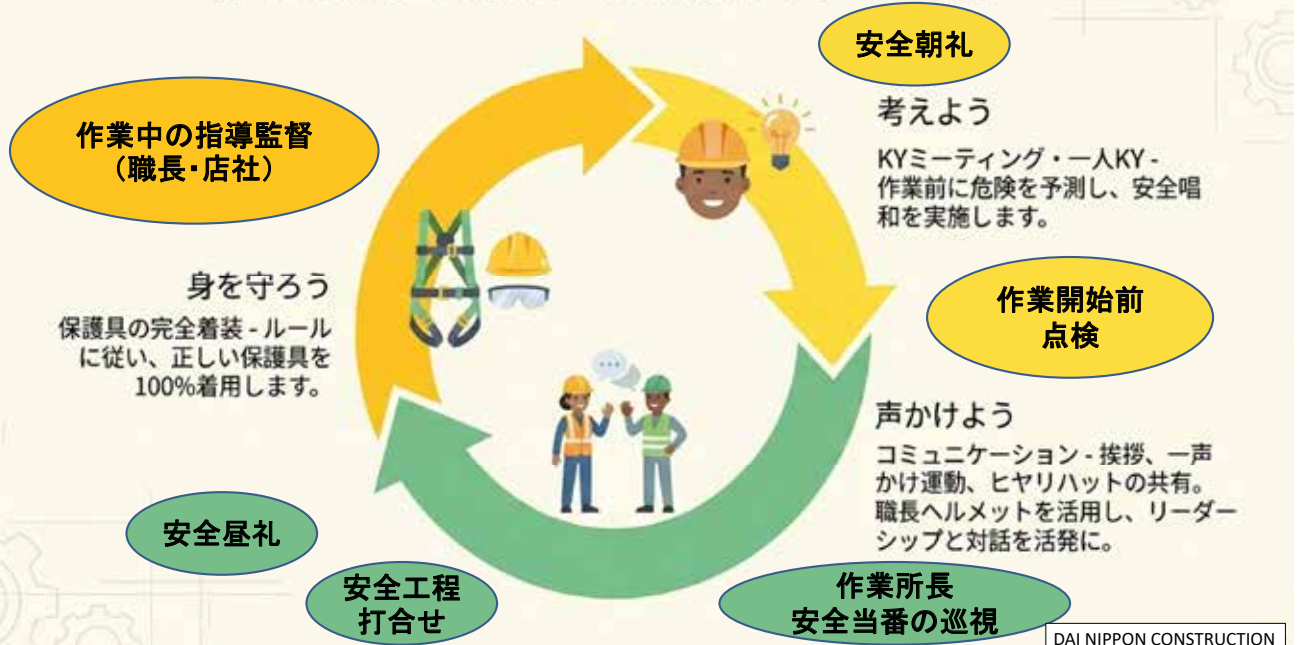 安全朝礼
考えよう
KYミーティング・一人KY -
作業前に危険を予測し、安全唱
和を実施します。
作業開始前
点検
声かけよう
コミュニケーション - 挨拶、一声
かけ運動、ヒヤリハットの共有。
職長ヘルメットを活用し、リーダー
シップと対話を活発に。
作業所長
安全当番の巡視
安全工程
打合せ
安全昼礼
作業中の指導監督
（職長・店社）
身を守ろう
保護具の完全着装 - ルール
に従い、正しい保護具を
100%着用します。
DAI NIPPON CONSTRUCTION